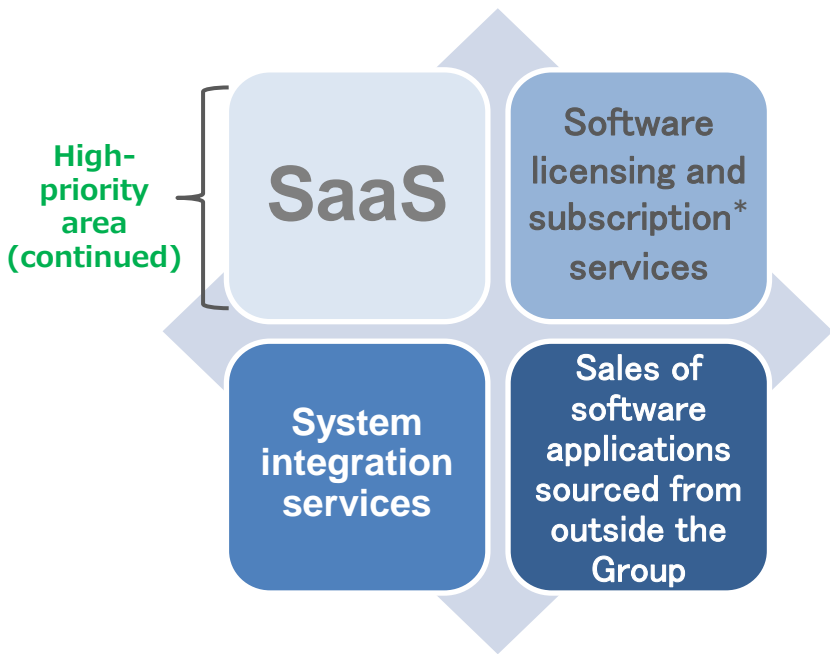 High-
priority
area
(continued)
SaaS
Software
licensing and
subscription*
services
System
integration
services
Sales of
software
applications
sourced from
outside the
Group